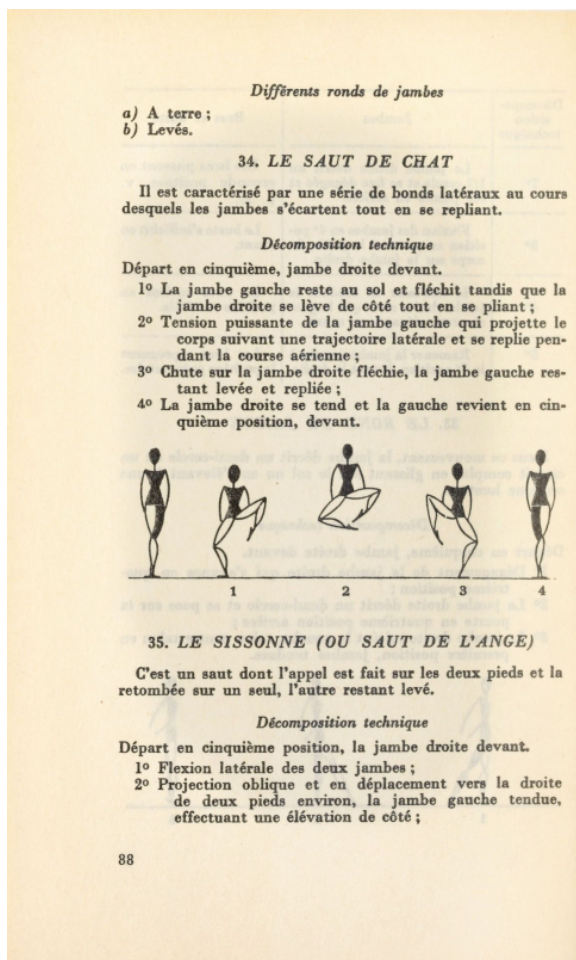 Différents ronds de jambes
a) A terre ;
b) Levés.
34. LE SAUT DE CHAT
Il est caractérisé par une série de bonds latéraux au cours
desquels les jambes s'écartent tout en se repliant.
Décomposition technique
Départ en cinquième, jambe droite devant.
1º La jambe gauche reste au sol et fléchit tandis que la
jambe droite se lève de côté tout en se pliant ;
2º Tension puissante de la jambe gauche qui projette le
corps suivant une trajectoire latérale et se replie pen-
dant la course aérienne ;
3º Chute sur la jambe droite fléchie, la jambe gauche res-
tant levée et repliée ;
4º La jambe droite se tend et la gauche revient en cin-
quième position, devant.
1 2 3 4
35. LE SISSONNE (OU SAUT DE L'ANGE)
C'est un saut dont l'appel est fait sur les deux pieds et la
retombée sur un seul, l'autre restant levé.
Décomposition technique
Départ en cinquième position, la jambe droite devant.
1º Flexion latérale des deux jambes ;
2º Projection oblique et en déplacement vers la droite
de deux pieds environ, la jambe gauche tendue,
effectuant une élévation de côté ;
88